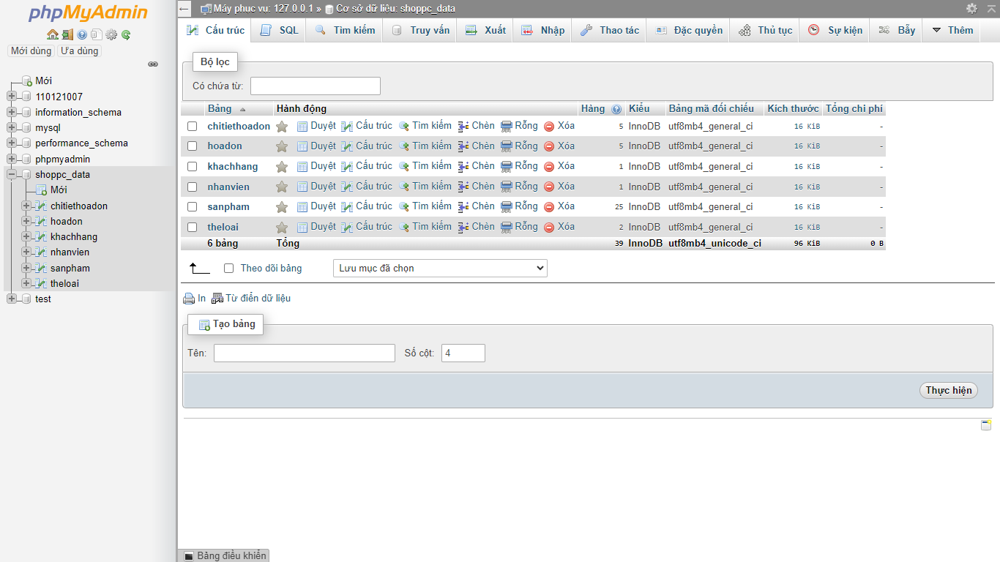 phpMyAdmin
Mới dùng Ưa dùng
Mới
110121007
information_schema
mysql
performance_schema
phpmyadmin
shoppc_data
Mới
chitiethoadon
hoadon
khachhang
nhanvien
sanpham
theloai
test
Máy phục vụ: 127.0.0.1 » Cơ sở dữ liệu: shoppc_data
Cấu trúc SQL Tìm kiếm Truy vấn Xuất Nhập Thao tác Đặc quyền Thủ tục Sự kiện Bẫy Thêm
Bộ lọc
Có chứa từ:
Bảng Hành động Hàng Kiểu Bảng mã đối chiếu Kích thước Tổng chi phí
chitiethoadon Duyệt Cấu trúc Tìm kiếm Chèn Rỗng Xóa 5 InnoDB utf8mb4_general_ci 16 KiB -
hoadon Duyệt Cấu trúc Tìm kiếm Chèn Rỗng Xóa 5 InnoDB utf8mb4_general_ci 16 KiB -
khachhang Duyệt Cấu trúc Tìm kiếm Chèn Rỗng Xóa 1 InnoDB utf8mb4_general_ci 16 KiB -
nhanvien Duyệt Cấu trúc Tìm kiếm Chèn Rỗng Xóa 1 InnoDB utf8mb4_general_ci 16 KiB -
sanpham Duyệt Cấu trúc Tìm kiếm Chèn Rỗng Xóa 25 InnoDB utf8mb4_general_ci 16 KiB -
theloai Duyệt Cấu trúc Tìm kiếm Chèn Rỗng Xóa 2 InnoDB utf8mb4_general_ci 16 KiB -
6 bảng Tổng 39 InnoDB utf8mb4_unicode_ci 96 KiB 0 B
Theo dõi bảng Lưu mục đã chọn
In Từ điển dữ liệu
Tạo bảng
Tên: Số cột: 4
Thực hiện
Bảng điều khiển